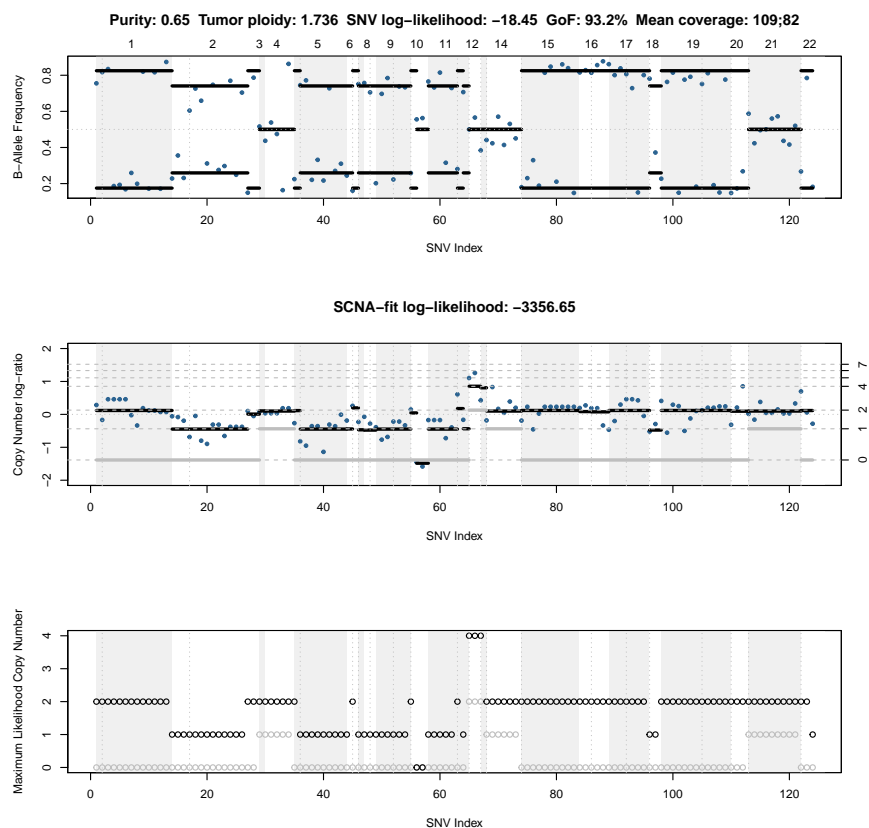 Purity: 0.65 Tumor ploidy: 1.736 SNV log−likelihood: −18.45 GoF: 93.2% Mean coverage: 109;82
1 2 3 4 5 6 8 9 10 11 12 14 15 16 17 18 19 20 21 22
B−Allele Frequency
0.8
0.6
0.4
0.2
0 20 40 60 80 100 120
SNV Index
SCNA−fit log−likelihood: −3356.65
Copy Number log−ratio
2
1
0
−1
−2
7
4
2
1
0
0 20 40 60 80 100 120
SNV Index
Maximum Likelihood Copy Number
4
3
2
1
0
0 20 40 60 80 100 120
SNV Index